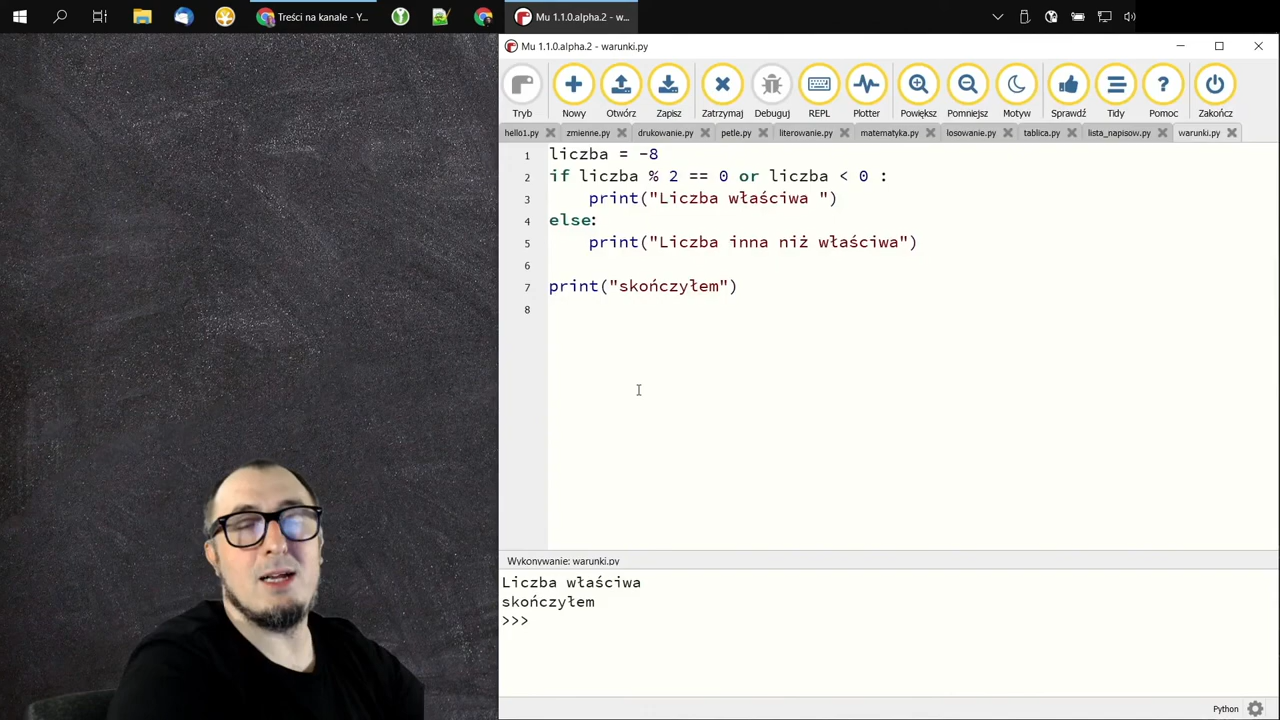 Treści na kanale - Y...
Mu 1.1.0.alpha.2 - w...
Mu 1.1.0.alpha.2 - warunki.py
Tryb Nowy Otwórz Zapisz Zatrzymaj Debuguj REPL Plotter Powiększ Pomniejsz Motyw Sprawdź Tidy Pomoc Zakończ
hello1.py zmienne.py drukowanie.py petle.py literowanie.py matematyka.py losowanie.py tablica.py lista_napisow.py warunki.py
1 liczba = -8
2 if liczba % 2 == 0 or liczba < 0 :
3 print("Liczba właściwa ")
4 else:
5 print("Liczba inna niż właściwa")
6
7 print("skończyłem")
8
Wykonywanie: warunki.py
Liczba właściwa
skończyłem
>>>
Python